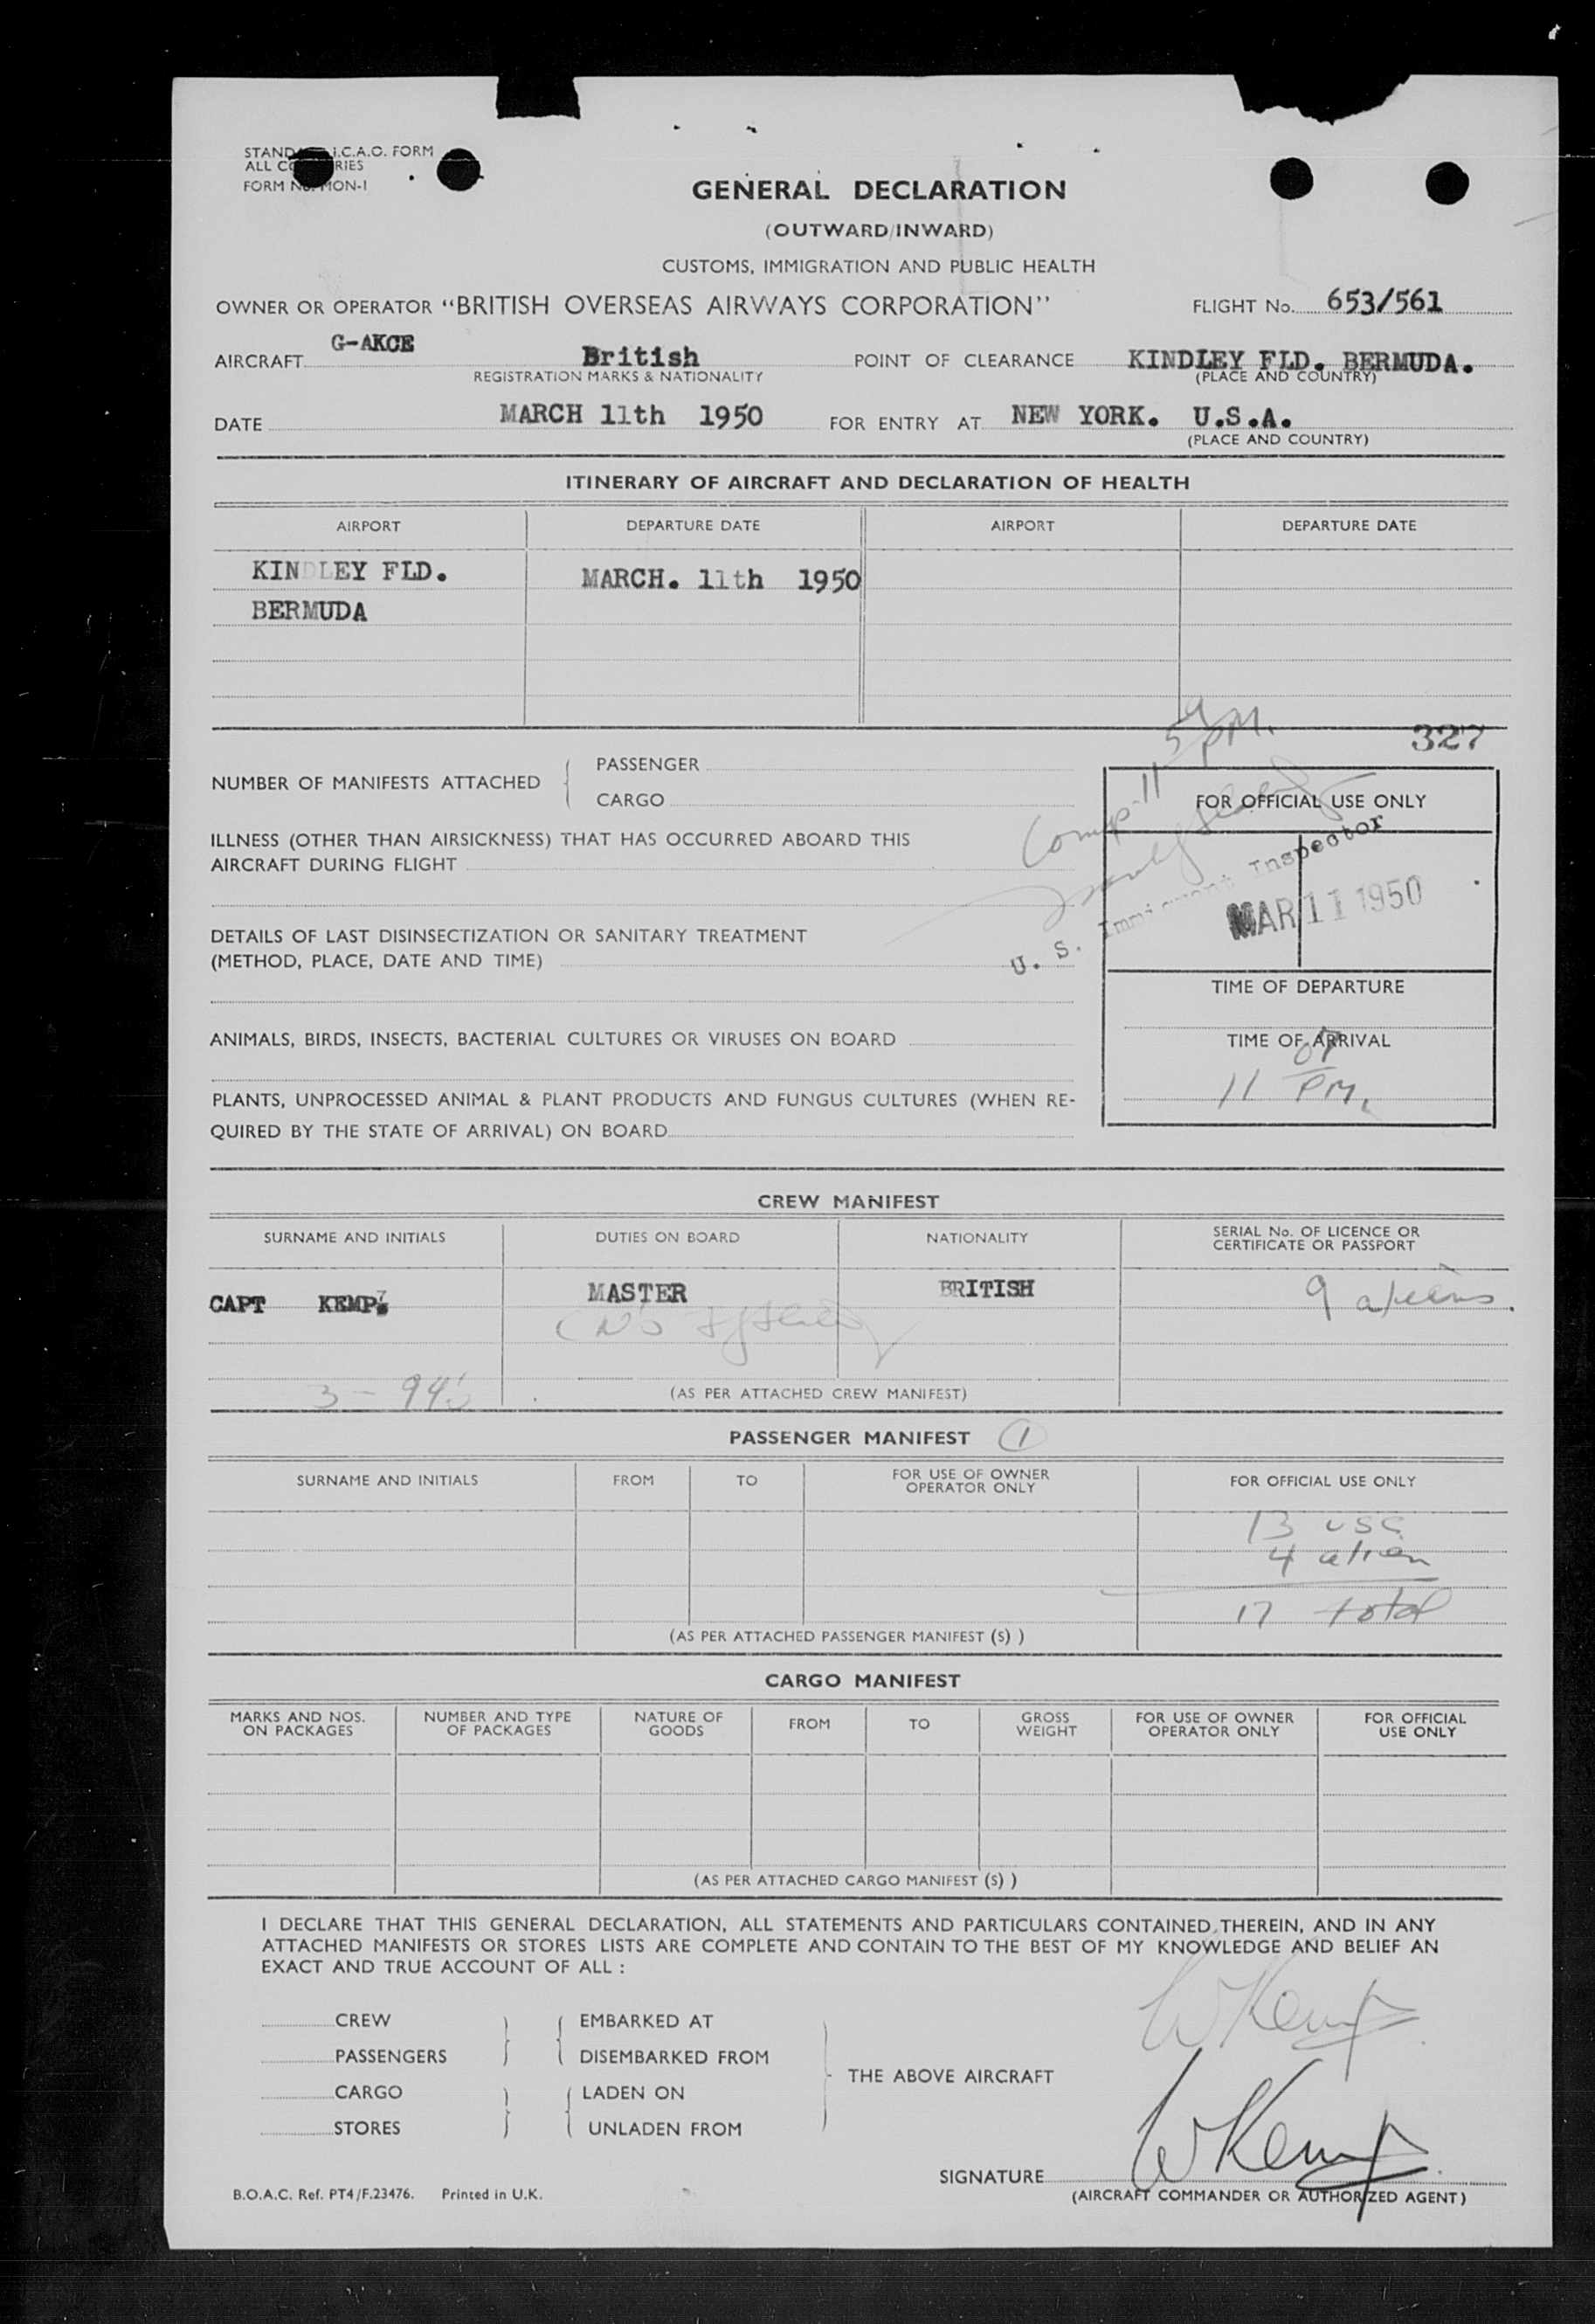 STAND I.C.A.O. FORM
ALL CO RIES
FORM No. MON-1
GENERAL DECLARATION
(OUTWARD/INWARD)
CUSTOMS, IMMIGRATION AND PUBLIC HEALTH
OWNER OR OPERATOR "BRITISH OVERSEAS AIRWAYS CORPORATION" FLIGHT No. 653/561
AIRCRAFT G-AKCE British POINT OF CLEARANCE KINDLEY FLD. BERMUDA.
REGISTRATION MARKS & NATIONALITY (PLACE AND COUNTRY)
DATE MARCH 11th 1950 FOR ENTRY AT NEW YORK. U.S.A.
(PLACE AND COUNTRY)
ITINERARY OF AIRCRAFT AND DECLARATION OF HEALTH
AIRPORT DEPARTURE DATE AIRPORT DEPARTURE DATE
KINDLEY FLD. MARCH. 11th 1950
BERMUDA
327
NUMBER OF MANIFESTS ATTACHED
PASSENGER
CARGO
Comp 11 59 PM.
FOR OFFICIAL USE ONLY
ILLNESS (OTHER THAN AIRSICKNESS) THAT HAS OCCURRED ABOARD THIS
AIRCRAFT DURING FLIGHT
U. S. Immigrant Inspector
MAR 11 1950
DETAILS OF LAST DISINSECTIZATION OR SANITARY TREATMENT
(METHOD, PLACE, DATE AND TIME)
TIME OF DEPARTURE
ANIMALS, BIRDS, INSECTS, BACTERIAL CULTURES OR VIRUSES ON BOARD
TIME OF ARRIVAL
11 07 PM.
PLANTS, UNPROCESSED ANIMAL & PLANT PRODUCTS AND FUNGUS CULTURES (WHEN RE-
QUIRED BY THE STATE OF ARRIVAL) ON BOARD
CREW MANIFEST
SURNAME AND INITIALS DUTIES ON BOARD NATIONALITY SERIAL No. OF LICENCE OR
CERTIFICATE OR PASSPORT
CAPT KEMP MASTER BRITISH 9 aliens.
(AS PER ATTACHED CREW MANIFEST)
PASSENGER MANIFEST 1
SURNAME AND INITIALS FROM TO FOR USE OF OWNER
OPERATOR ONLY FOR OFFICIAL USE ONLY
13 USC
4 alien
17 total
(AS PER ATTACHED PASSENGER MANIFEST (S) )
CARGO MANIFEST
MARKS AND NOS.
ON PACKAGES NUMBER AND TYPE
OF PACKAGES NATURE OF
GOODS FROM TO GROSS
WEIGHT FOR USE OF OWNER
OPERATOR ONLY FOR OFFICIAL
USE ONLY
(AS PER ATTACHED CARGO MANIFEST (S) )
I DECLARE THAT THIS GENERAL DECLARATION, ALL STATEMENTS AND PARTICULARS CONTAINED THEREIN, AND IN ANY
ATTACHED MANIFESTS OR STORES LISTS ARE COMPLETE AND CONTAIN TO THE BEST OF MY KNOWLEDGE AND BELIEF AN
EXACT AND TRUE ACCOUNT OF ALL :
WKemp
CREW EMBARKED AT
PASSENGERS DISEMBARKED FROM
THE ABOVE AIRCRAFT
CARGO LADEN ON
STORES UNLADEN FROM
SIGNATURE WKemp
(AIRCRAFT COMMANDER OR AUTHORIZED AGENT)
B.O.A.C. Ref. PT4/F.23476. Printed in U.K.